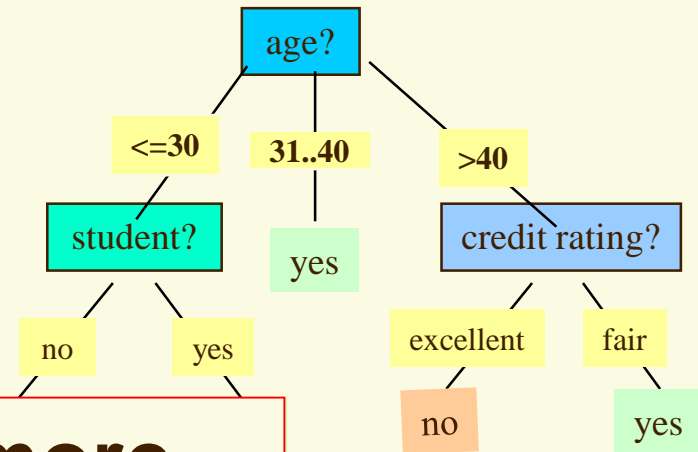 age?
<=30
31..40
>40
student?
yes
credit rating?
no
yes
excellent
fair
no
yes